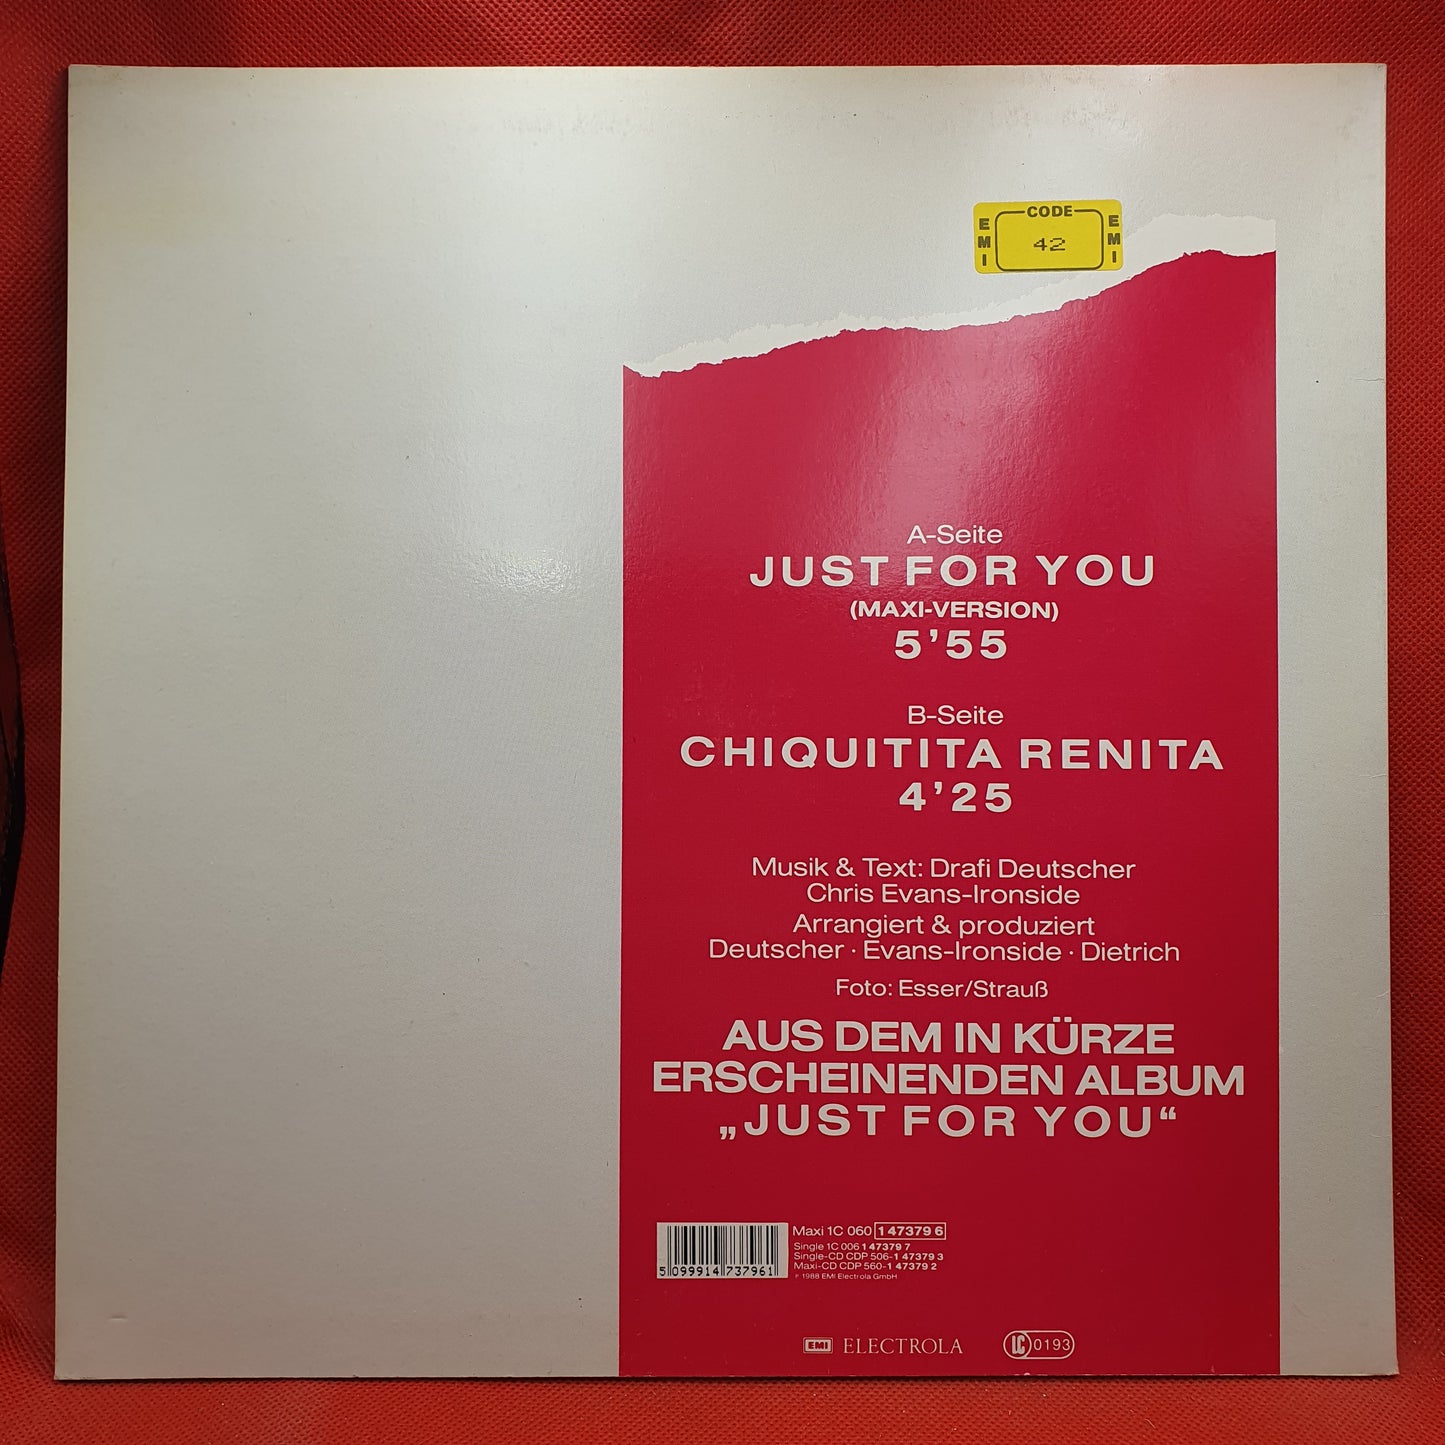 CODE
EMI
42
EMI
A-Seite
JUST FOR YOU
(MAXI-VERSION)
5’55
B-Seite
CHIQUITITA RENITA
4’25
Musik & Text: Drafi Deutscher
Chris Evans-Ironside
Arrangiert & produziert
Deutscher · Evans-Ironside · Dietrich
Foto: Esser/Strauß
AUS DEM IN KÜRZE
ERSCHEINENDEN ALBUM
„JUST FOR YOU“
Maxi 1C 060 1 47379 6
Single 1C 006 1 47379 7
Single-CD CDP 506-1 47379 3
Maxi-CD CDP 560-1 47379 2
℗ 1988 EMI Electrola GmbH
5 099914 737961
EMI ELECTROLA LC 0193